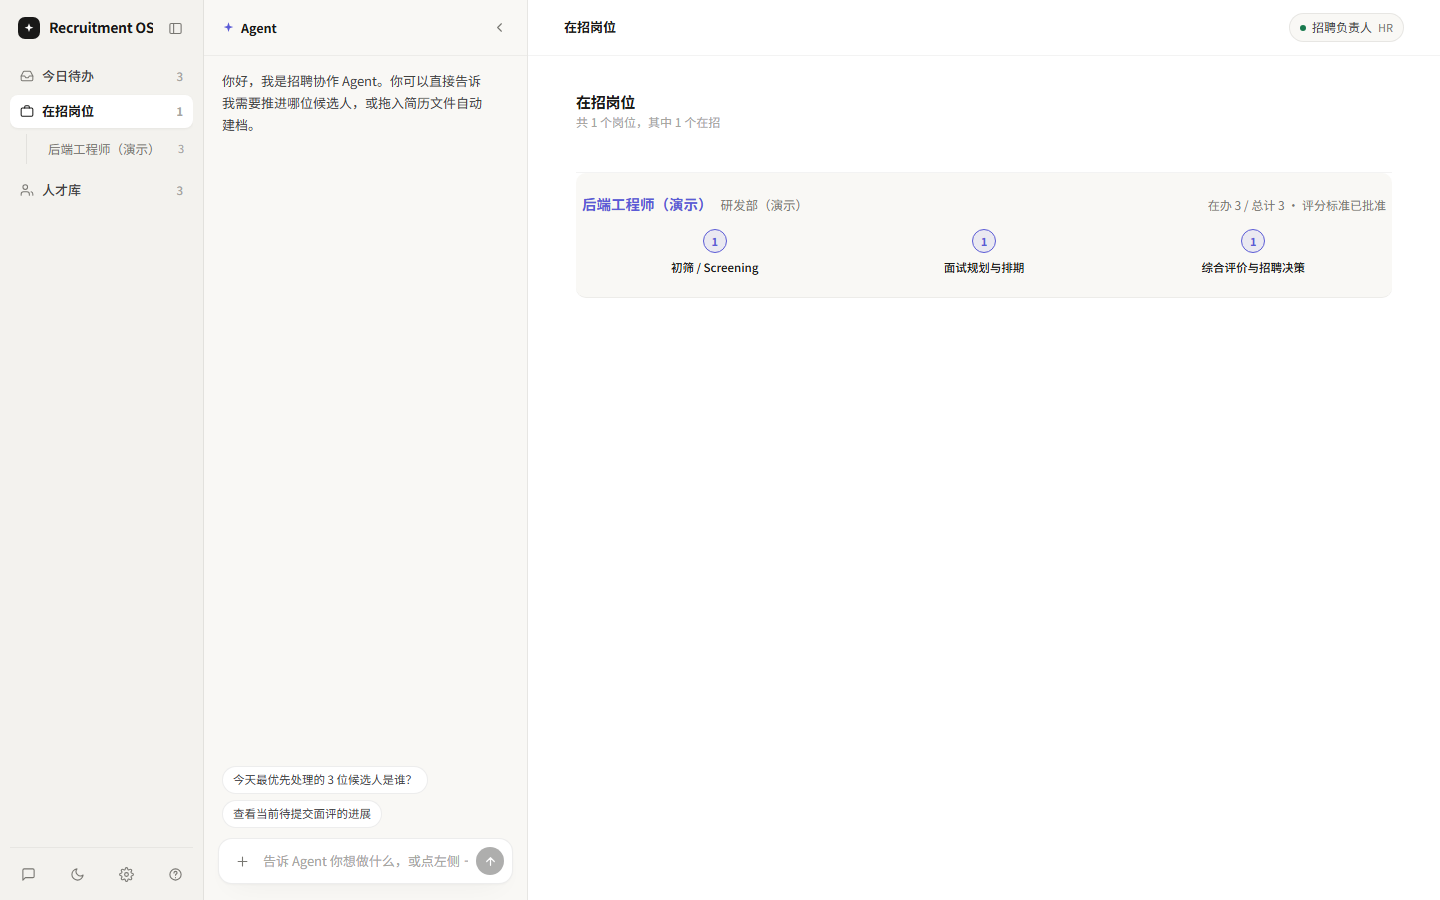 Recruitment OS
今日待办 3
在招岗位 1
后端工程师（演示） 3
人才库 3
Agent
你好，我是招聘协作 Agent。你可以直接告诉
我需要推进哪位候选人，或拖入简历文件自动
建档。
今天最优先处理的 3 位候选人是谁？
查看当前待提交面评的进展
告诉 Agent 你想做什么，或点左侧 -
在招岗位
招聘负责人 HR
在招岗位
共 1 个岗位，其中 1 个在招
后端工程师（演示） 研发部（演示）
在办 3 / 总计 3 • 评分标准已批准
1 1 1
初筛 / Screening 面试规划与排期 综合评价与招聘决策